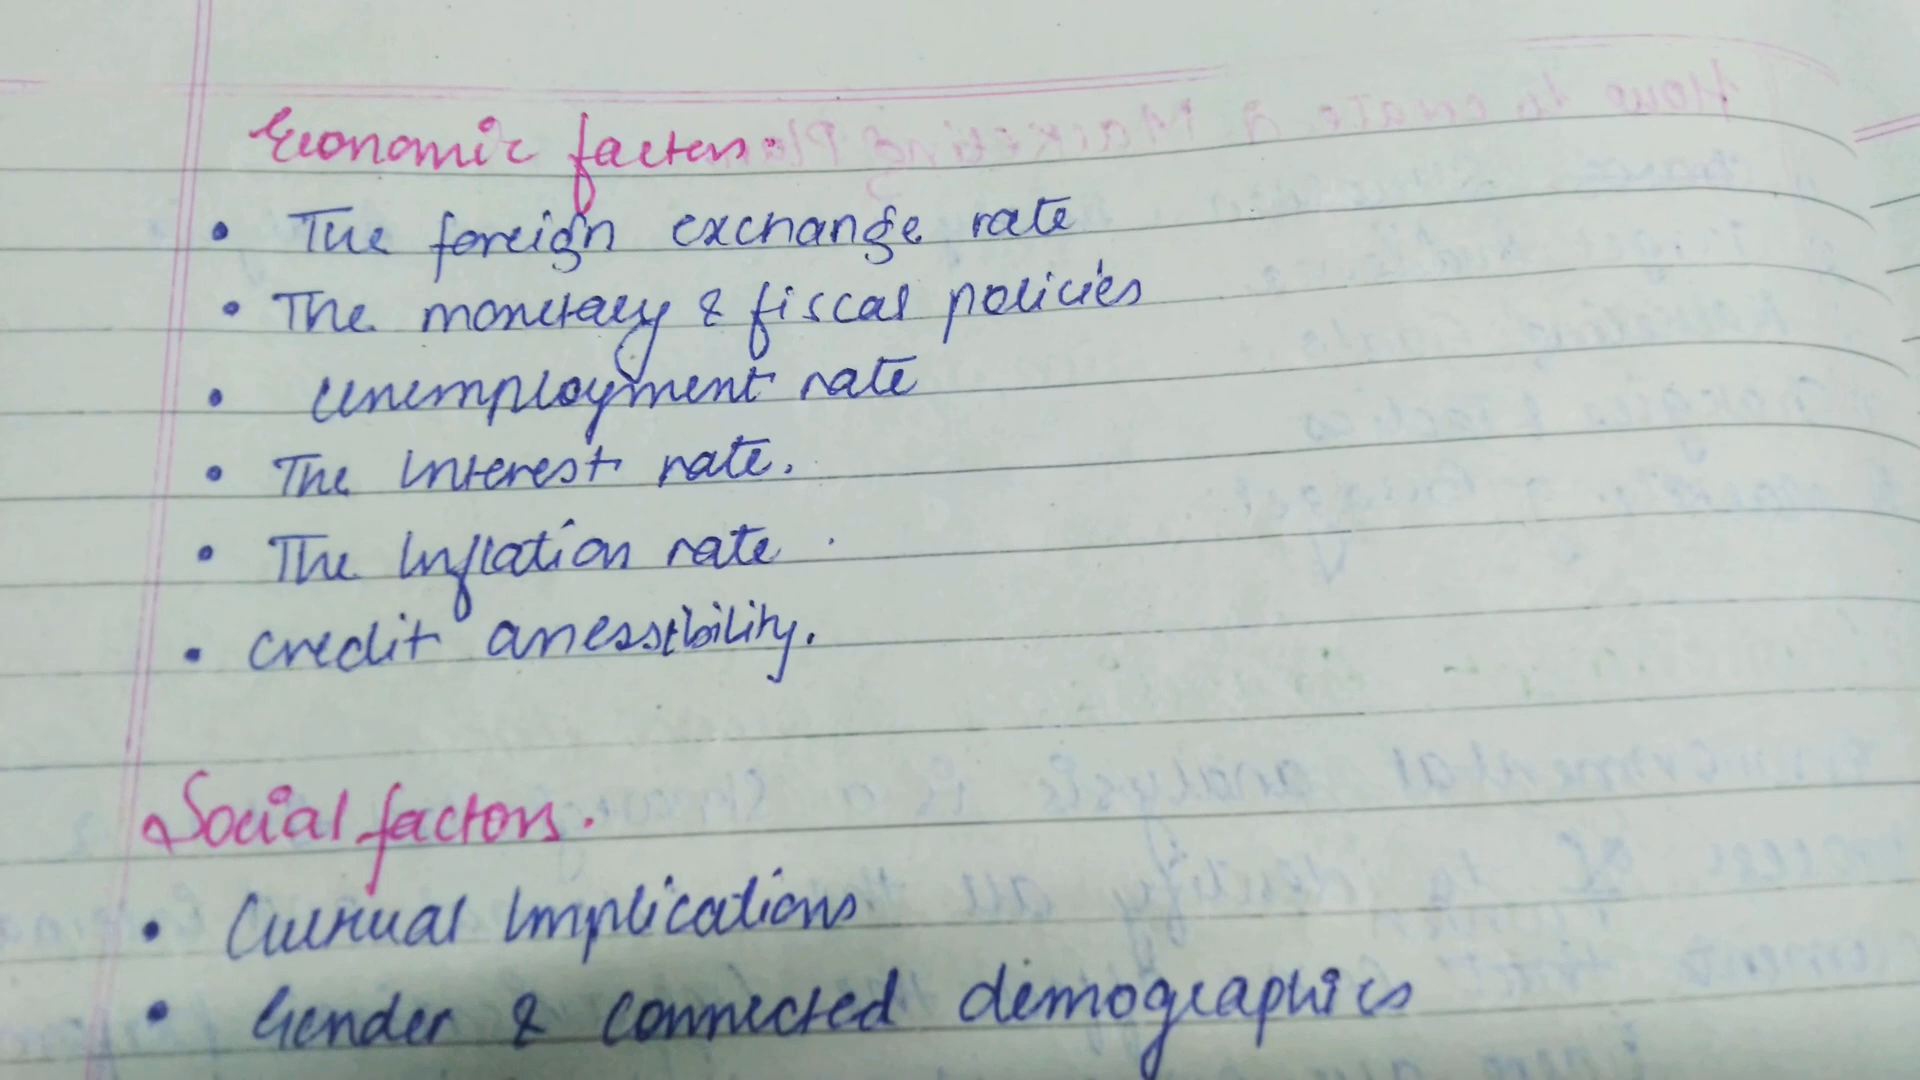 Economic factors.
• The foreign exchange rate
• The monetary & fiscal policies
• unemployment rate
• The Interest rate.
• The Inflation rate.
• credit accessibility.
Social factors.
• Cultural Implications
• Gender & connected demographics